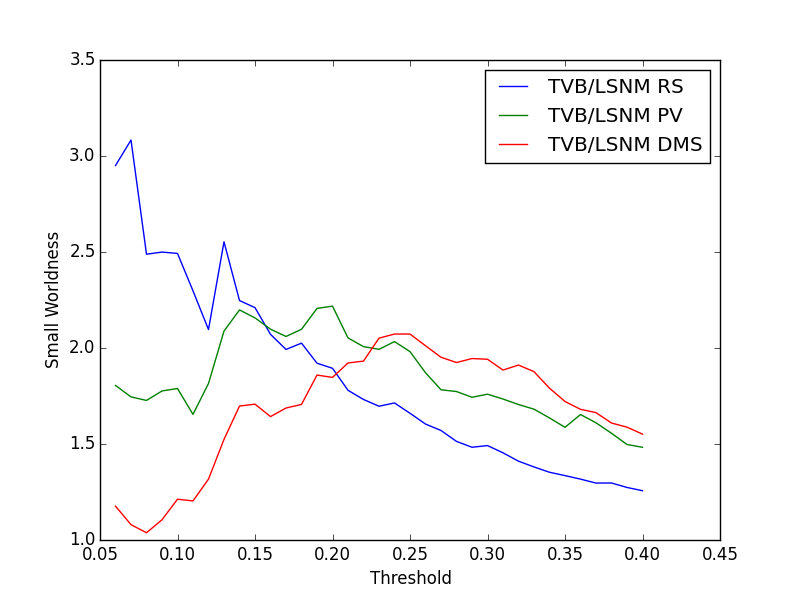 3.5
3.0
2.5
2.0
1.5
1.0
Small Worldness
TVB/LSNM RS
TVB/LSNM PV
TVB/LSNM DMS
0.05 0.10 0.15 0.20 0.25 0.30 0.35 0.40 0.45
Threshold